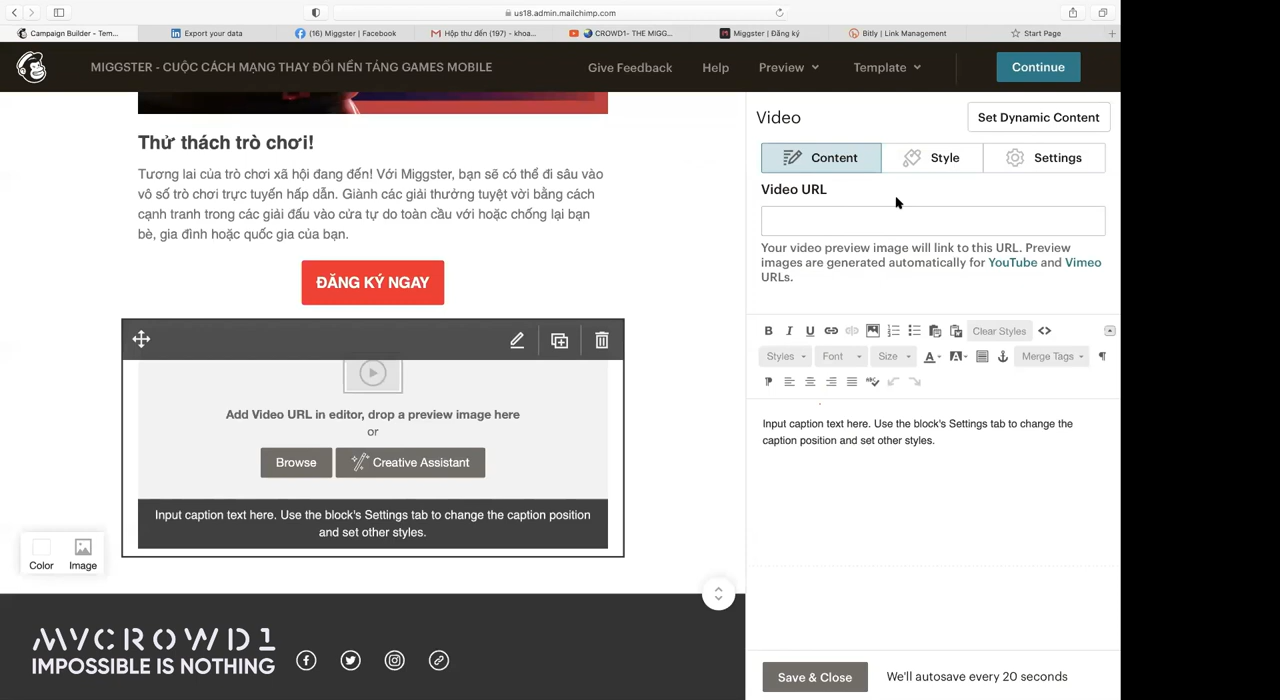 us18.admin.mailchimp.com
Campaign Builder - Tem...
Export your data
(16) Miggster | Facebook
Hộp thư đến (197) - khoa...
CROWD1- THE MIGG...
Miggster | Đăng ký
Bitly | Link Management
Start Page
MIGGSTER - CUỘC CÁCH MẠNG THAY ĐỔI NỀN TẢNG GAMES MOBILE
Give Feedback
Help
Preview
Template
Continue
Thử thách trò chơi!
Tương lai của trò chơi xã hội đang đến! Với Miggster, bạn sẽ có thể đi sâu vào
vô số trò chơi trực tuyến hấp dẫn. Giành các giải thưởng tuyệt vời bằng cách
cạnh tranh trong các giải đấu vào cửa tự do toàn cầu với hoặc chống lại bạn
bè, gia đình hoặc quốc gia của bạn.
ĐĂNG KÝ NGAY
Add Video URL in editor, drop a preview image here
or
Browse
Creative Assistant
Input caption text here. Use the block's Settings tab to change the caption position
and set other styles.
Color
Image
MYCROWD1
IMPOSSIBLE IS NOTHING
Video
Set Dynamic Content
Content
Style
Settings
Video URL
Your video preview image will link to this URL. Preview
images are generated automatically for YouTube and Vimeo
URLs.
B I U
Clear Styles
Styles
Font
Size
A
A
Merge Tags
Input caption text here. Use the block's Settings tab to change the
caption position and set other styles.
Save & Close
We'll autosave every 20 seconds